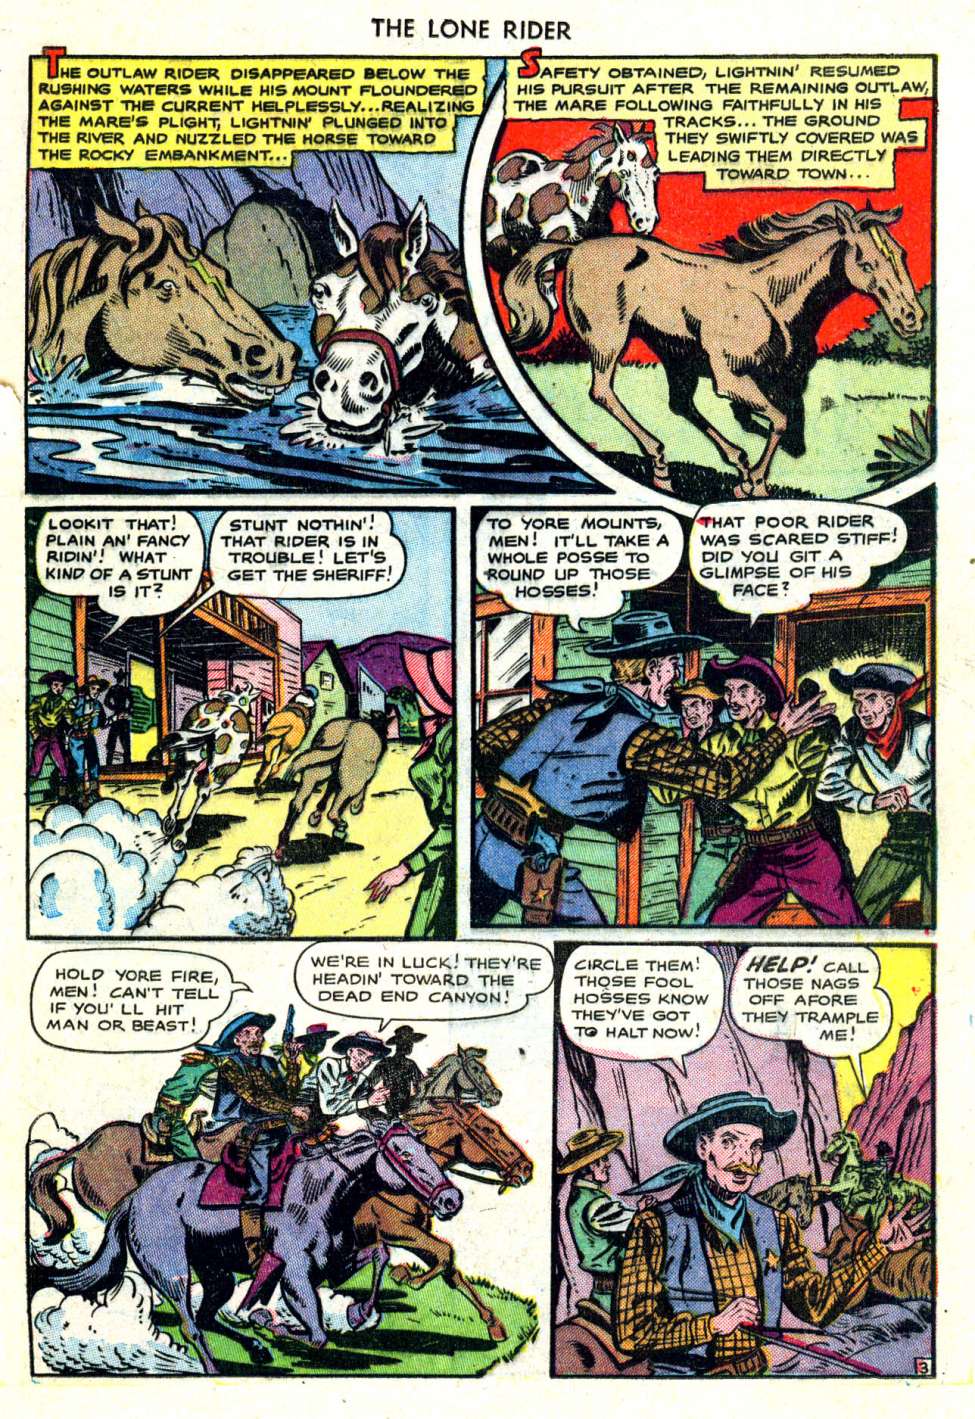 THE LONE RIDER
THE OUTLAW RIDER DISAPPEARED BELOW THE
RUSHING WATERS WHILE HIS MOUNT FLOUNDERED
AGAINST THE CURRENT HELPLESSLY...REALIZING
THE MARE'S PLIGHT, LIGHTNIN' PLUNGED INTO
THE RIVER AND NUZZLED THE HORSE TOWARD
THE ROCKY EMBANKMENT...
SAFETY OBTAINED, LIGHTNIN' RESUMED
HIS PURSUIT AFTER THE REMAINING OUTLAW,
THE MARE FOLLOWING FAITHFULLY IN HIS
TRACKS... THE GROUND
THEY SWIFTLY COVERED WAS
LEADING THEM DIRECTLY
TOWARD TOWN...
LOOKIT THAT!
PLAIN AN' FANCY
RIDIN'! WHAT
KIND OF A STUNT
IS IT?
STUNT NOTHIN'!
THAT RIDER IS IN
TROUBLE! LET'S
GET THE SHERIFF!
TO YORE MOUNTS,
MEN! IT'LL TAKE A
WHOLE POSSE TO
ROUND UP THOSE
HOSSES!
THAT POOR RIDER
WAS SCARED STIFF!
DID YOU GIT A
GLIMPSE OF HIS
FACE?
HOLD YORE FIRE,
MEN! CAN'T TELL
IF YOU'LL HIT
MAN OR BEAST!
WE'RE IN LUCK! THEY'RE
HEADIN' TOWARD THE
DEAD END CANYON!
CIRCLE THEM!
THOSE FOOL
HOSSES KNOW
THEY'VE GOT
TO HALT NOW!
HELP! CALL
THOSE NAGS
OFF AFORE
THEY TRAMPLE
ME!
3